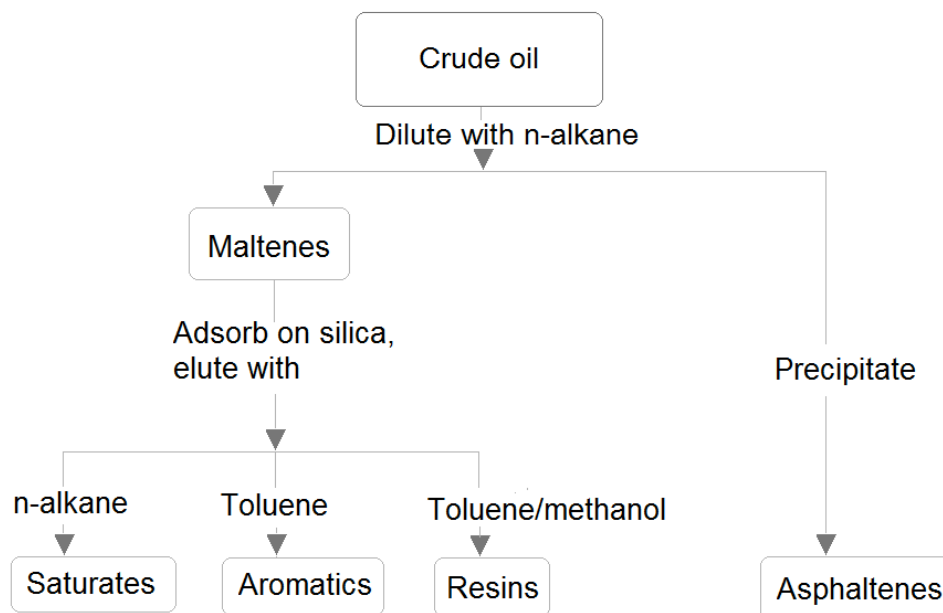 Crude oil
Dilute with n-alkane
Maltenes
Adsorb on silica,
elute with
Precipitate
n-alkane
Toluene
Toluene/methanol
Saturates
Aromatics
Resins
Asphaltenes